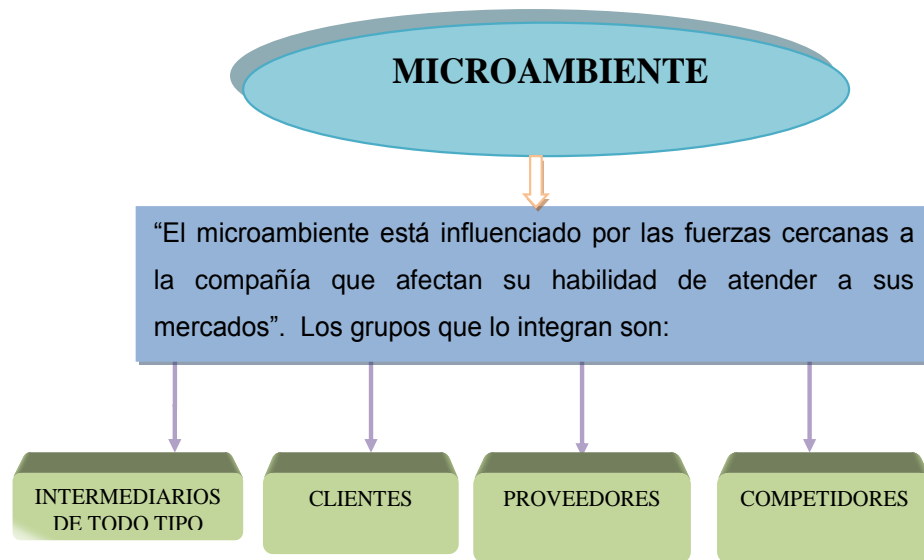 MICROAMBIENTE
“El microambiente está influenciado por las fuerzas cercanas a
la compañía que afectan su habilidad de atender a sus
mercados”. Los grupos que lo integran son:
INTERMEDIARIOS
DE TODO TIPO
CLIENTES
PROVEEDORES
COMPETIDORES